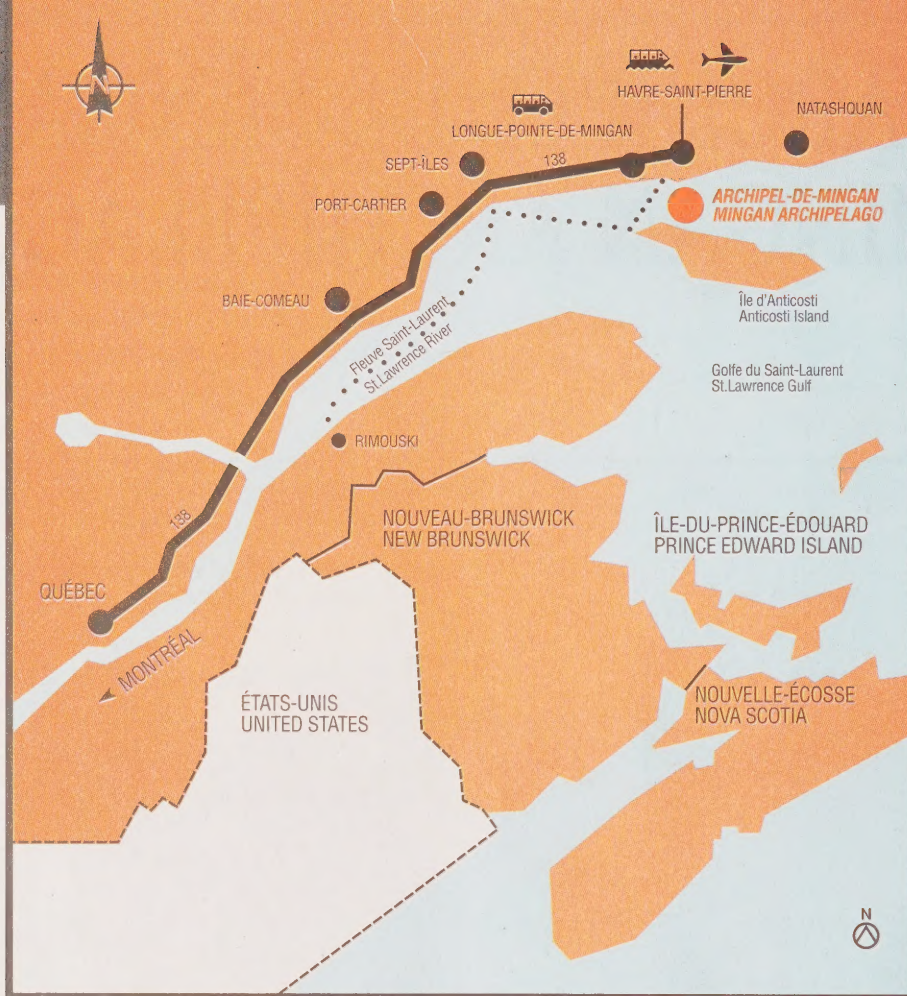 N
HAVRE-SAINT-PIERRE
NATASHQUAN
LONGUE-POINTE-DE-MINGAN
138
SEPT-ÎLES
PORT-CARTIER
ARCHIPEL-DE-MINGAN
MINGAN ARCHIPELAGO
BAIE-COMEAU
Île d'Anticosti
Anticosti Island
Fleuve Saint-Laurent
St.Lawrence River
Golfe du Saint-Laurent
St.Lawrence Gulf
RIMOUSKI
138
NOUVEAU-BRUNSWICK
NEW BRUNSWICK
ÎLE-DU-PRINCE-ÉDOUARD
PRINCE EDWARD ISLAND
QUÉBEC
MONTRÉAL
ÉTATS-UNIS
UNITED STATES
NOUVELLE-ÉCOSSE
NOVA SCOTIA
N